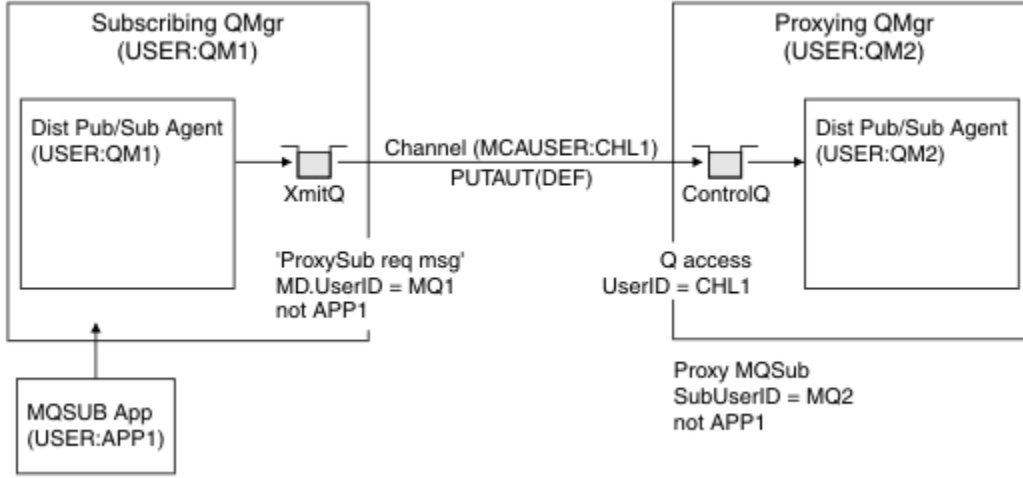 Subscribing QMgr
(USER:QM1)
Proxying QMgr
(USER:QM2)
Dist Pub/Sub Agent
(USER:QM1)
XmitQ
Channel (MCAUSER:CHL1)
PUTAUT(DEF)
ControlQ
Dist Pub/Sub Agent
(USER:QM2)
'ProxySub req msg'
MD.UserID = MQ1
not APP1
Q access
UserID = CHL1
MQSUB App
(USER:APP1)
Proxy MQSub
SubUserID = MQ2
not APP1